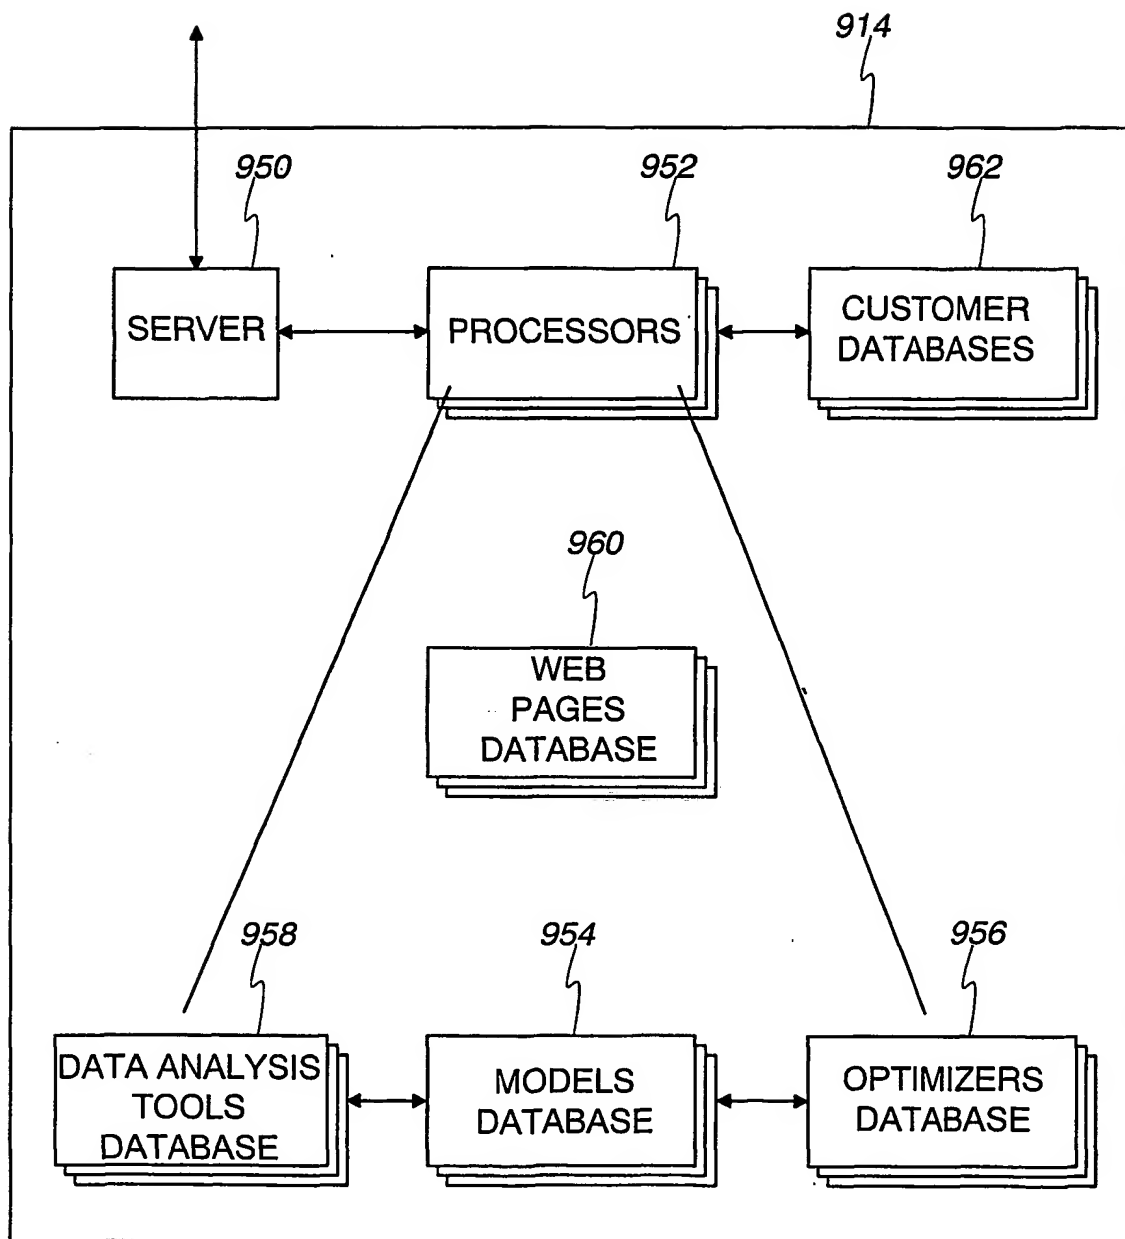 914
950
952
962
SERVER
PROCESSORS
CUSTOMER
DATABASES
960
WEB
PAGES
DATABASE
958
954
956
DATA ANALYSIS
TOOLS
DATABASE
MODELS
DATABASE
OPTIMIZERS
DATABASE